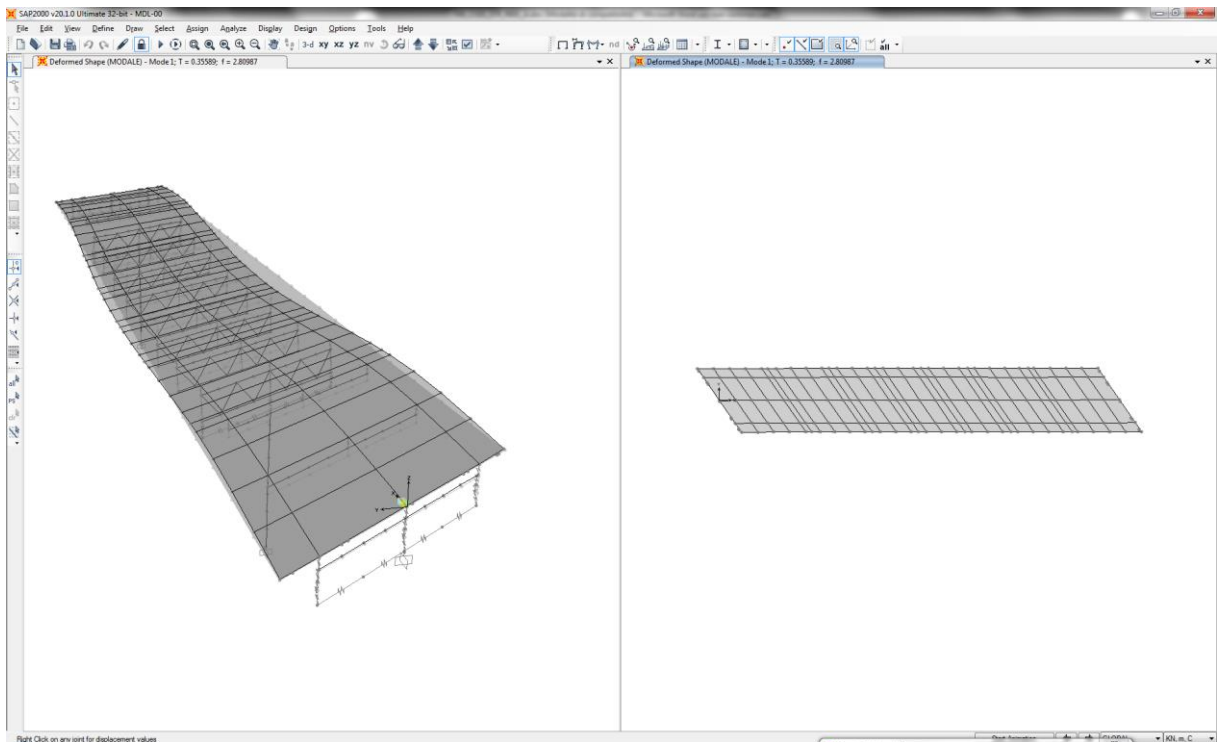 SAP2000 v20.1.0 Ultimate 32-bit - MDL-00
File Edit View Define Draw Select Assign Analyze Display Design Options Tools Help
3-d xy xz yz nv nd all
Deformed Shape (MODALE) - Mode 1; T = 0.35589; f = 2.80987
Deformed Shape (MODALE) - Mode 1; T = 0.35589; f = 2.80987
Z
X
Y
Y
Right Click on any joint for displacement values
Start Animation GLOBAL KN, m, C